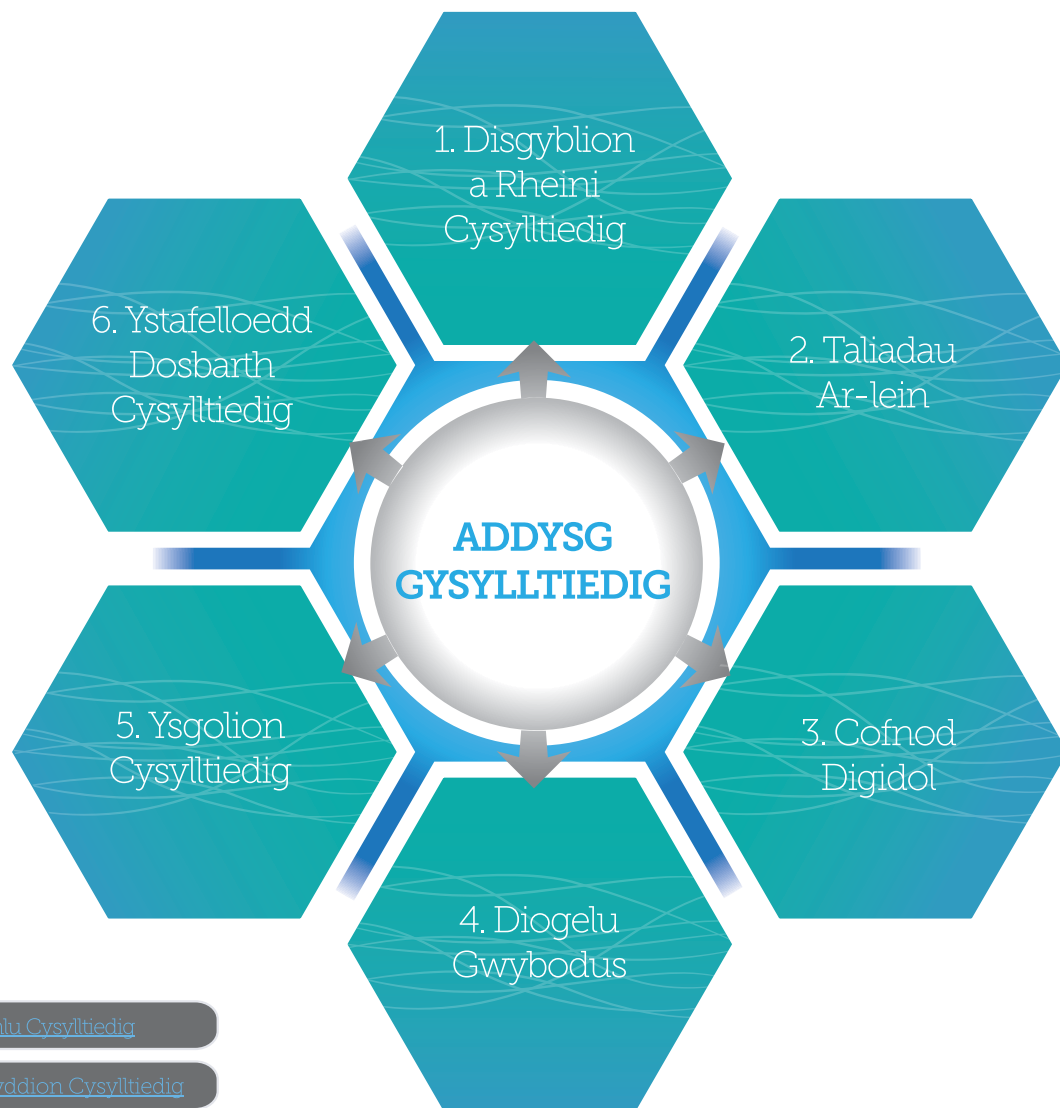 1. Disgyblion
a Rheini
Cysylltiedig
2. Taliadau
Ar-lein
3. Cofnod
Digidol
4. Diogelu
Gwybodus
5. Ysgolion
Cysylltiedig
6. Ystafelloedd
Dosbarth
Cysylltiedig
ADDYSG
GYSYLLTIEDIG
Cysylltiedig
Cysylltiedig